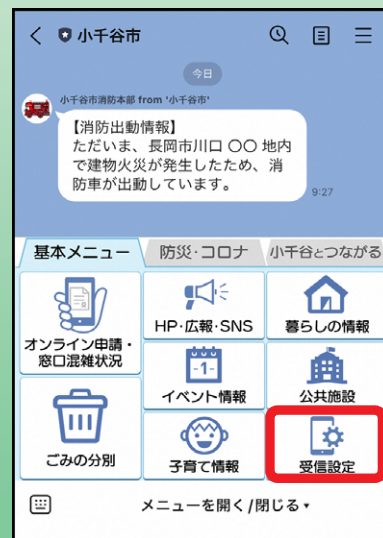 小千谷市
今日
小千谷市消防本部 from '小千谷市'
【消防出動情報】
ただいま、長岡市川口 〇〇 地内
で建物火災が発生したため、消
防車が出動しています。
9:27
基本メニュー
防災・コロナ
小千谷とつながる
オンライン申請・
窓口混雑状況
HP・広報・SNS
暮らしの情報
-1-
イベント情報
公共施設
ごみの分別
子育て情報
受信設定
メニューを開く/閉じる▾